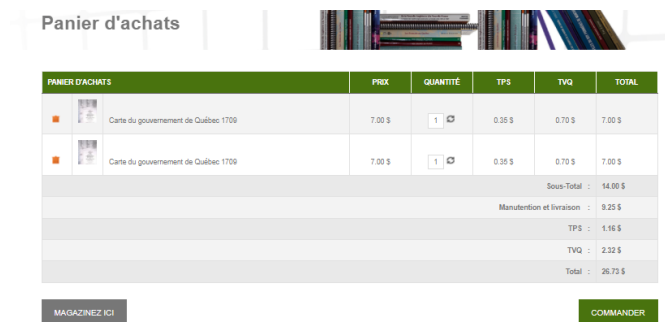 Panier d'achats
PANIER D'ACHATS PRIX QUANTITÉ TPS TVQ TOTAL
Carte du gouvernement de Québec 1709 7.00 $ 1 0.35 $ 0.70 $ 7.00 $
Carte du gouvernement de Québec 1709 7.00 $ 1 0.35 $ 0.70 $ 7.00 $
Sous-Total : 14.00 $
Manutention et livraison : 9.25 $
TPS : 1.16 $
TVQ : 2.32 $
Total : 26.73 $
MAGAZINEZ ICI COMMANDER